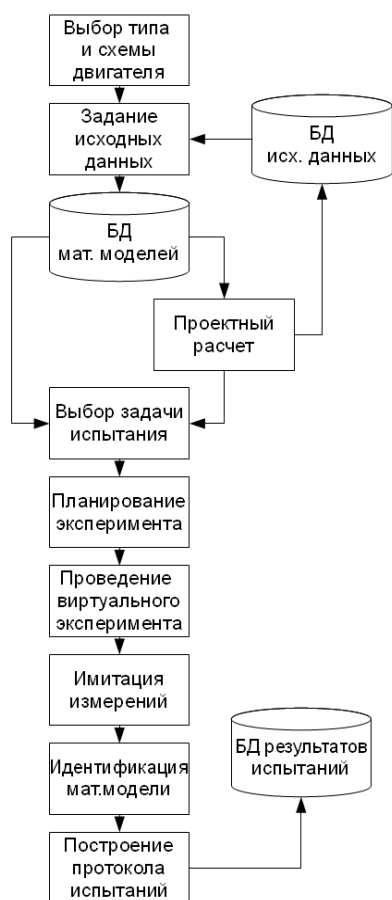 Выбор типа
и схемы
двигателя
Задание
исходных
данных
БД
исх. данных
БД
мат. моделей
Проектный
расчет
Выбор задачи
испытания
Планирование
эксперимента
Проведение
виртуального
эксперимента
Имитация
измерений
БД результатов
испытаний
Идентификация
мат.модели
Построение
протокола
испытаний